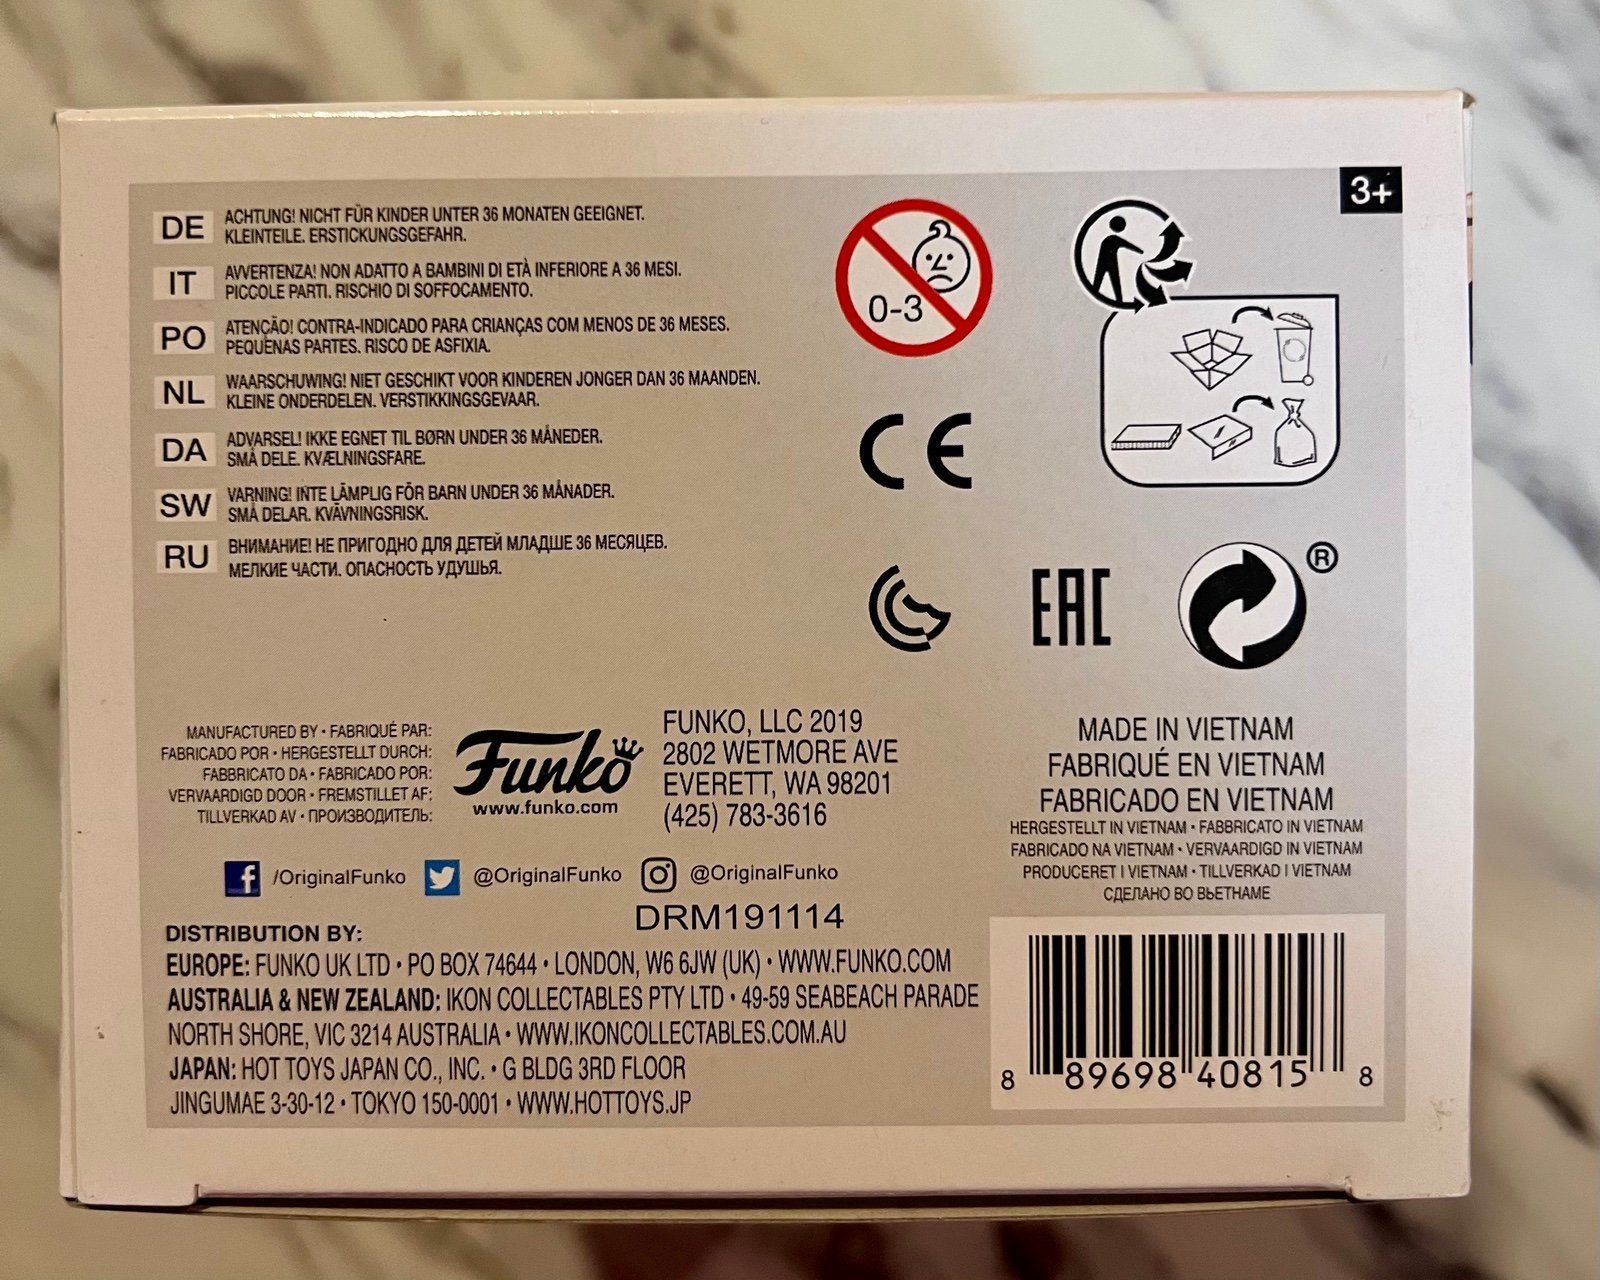 3+
DE
ACHTUNG! NICHT FÜR KINDER UNTER 36 MONATEN GEEIGNET.
KLEINTEILE. ERSTICKUNGSGEFAHR.
IT
AVVERTENZA! NON ADATTO A BAMBINI DI ETÀ INFERIORE A 36 MESI.
PICCOLE PARTI. RISCHIO DI SOFFOCAMENTO.
PO
ATENCÃO! CONTRA-INDICADO PARA CRIANÇAS COM MENOS DE 36 MESES.
PEQUENAS PARTES. RISCO DE ASFIXIA.
NL
WAARSCHUWING! NIET GESCHIKT VOOR KINDEREN JONGER DAN 36 MAANDEN.
KLEINE ONDERDELEN. VERSTIKKINGSGEVAAR.
DA
ADVARSEL! IKKE EGNET TIL BØRN UNDER 36 MÅNEDER.
SMÅ DELE. KVÆLNINGSFARE.
SW
VARNING! INTE LÄMPLIG FÖR BARN UNDER 36 MÅNADER.
SMÅ DELAR. KVÄVNINGSRISK.
RU
ВНИМАНИЕ! НЕ ПРИГОДНО ДЛЯ ДЕТЕЙ МЛАДШЕ 36 МЕСЯЦЕВ.
МЕЛКИЕ ЧАСТИ. ОПАСНОСТЬ УДУШЬЯ.
0-3
CE
EAC
®
MANUFACTURED BY • FABRIQUÉ PAR:
FABRICADO POR • HERGESTELLT DURCH:
FABBRICATO DA • FABRICADO POR:
VERVAARDIGD DOOR • FREMSTILLET AF:
TILLVERKAD AV • ПРОИЗВОДИТЕЛЬ:
Funko
www.funko.com
FUNKO, LLC 2019
2802 WETMORE AVE
EVERETT, WA 98201
(425) 783-3616
MADE IN VIETNAM
FABRIQUÉ EN VIETNAM
FABRICADO EN VIETNAM
HERGESTELLT IN VIETNAM • FABBRICATO IN VIETNAM
FABRICADO NA VIETNAM • VERVAARDIGD IN VIETNAM
PRODUCERET I VIETNAM • TILLVERKAD I VIETNAM
СДЕЛАНО ВО ВЬЕТНАМЕ
f /OriginalFunko @OriginalFunko @OriginalFunko
DRM191114
DISTRIBUTION BY:
EUROPE: FUNKO UK LTD • PO BOX 74644 • LONDON, W6 6JW (UK) • WWW.FUNKO.COM
AUSTRALIA & NEW ZEALAND: IKON COLLECTABLES PTY LTD • 49-59 SEABEACH PARADE
NORTH SHORE, VIC 3214 AUSTRALIA • WWW.IKONCOLLECTABLES.COM.AU
JAPAN: HOT TOYS JAPAN CO., INC. • G BLDG 3RD FLOOR
JINGUMAE 3-30-12 • TOKYO 150-0001 • WWW.HOTTOYS.JP
8 89698 40815 8